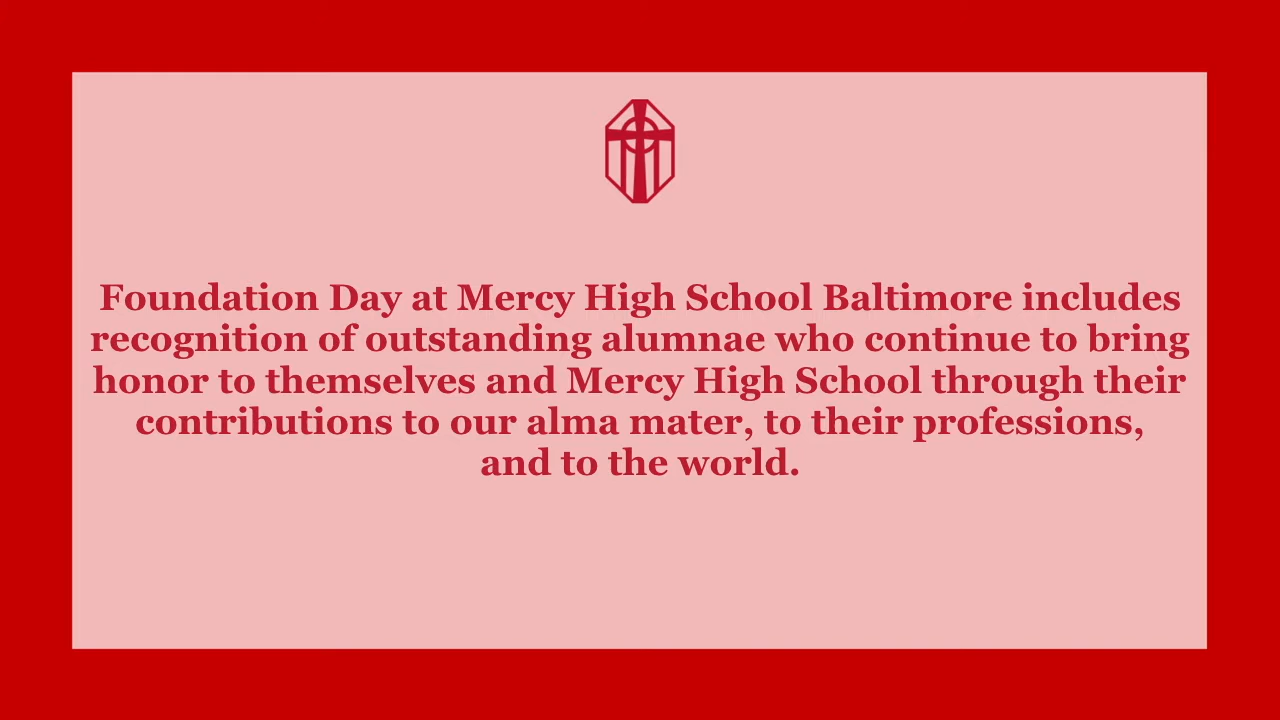 Foundation Day at Mercy High School Baltimore includes
recognition of outstanding alumnae who continue to bring
honor to themselves and Mercy High School through their
contributions to our alma mater, to their professions,
and to the world.